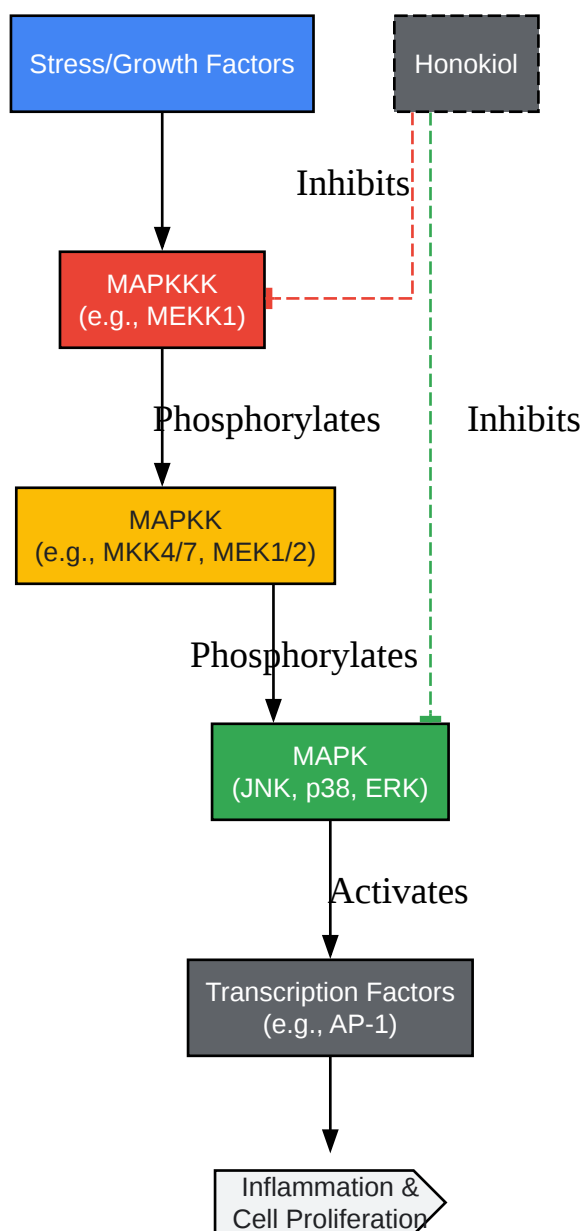 Stress/Growth Factors
Honokiol
Inhibits
MAPKKK
(e.g., MEKK1)
Phosphorylates
Inhibits
MAPKK
(e.g., MKK4/7, MEK1/2)
Phosphorylates
MAPK
(JNK, p38, ERK)
Activates
Transcription Factors
(e.g., AP-1)
Inflammation &
Cell Proliferation